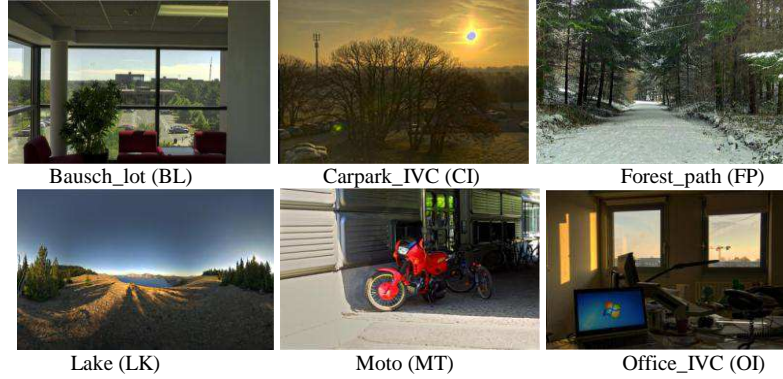 Bausch_lot (BL) Carpark_IVC (CI) Forest_path (FP)
Lake (LK) Moto (MT) Office_IVC (OI)